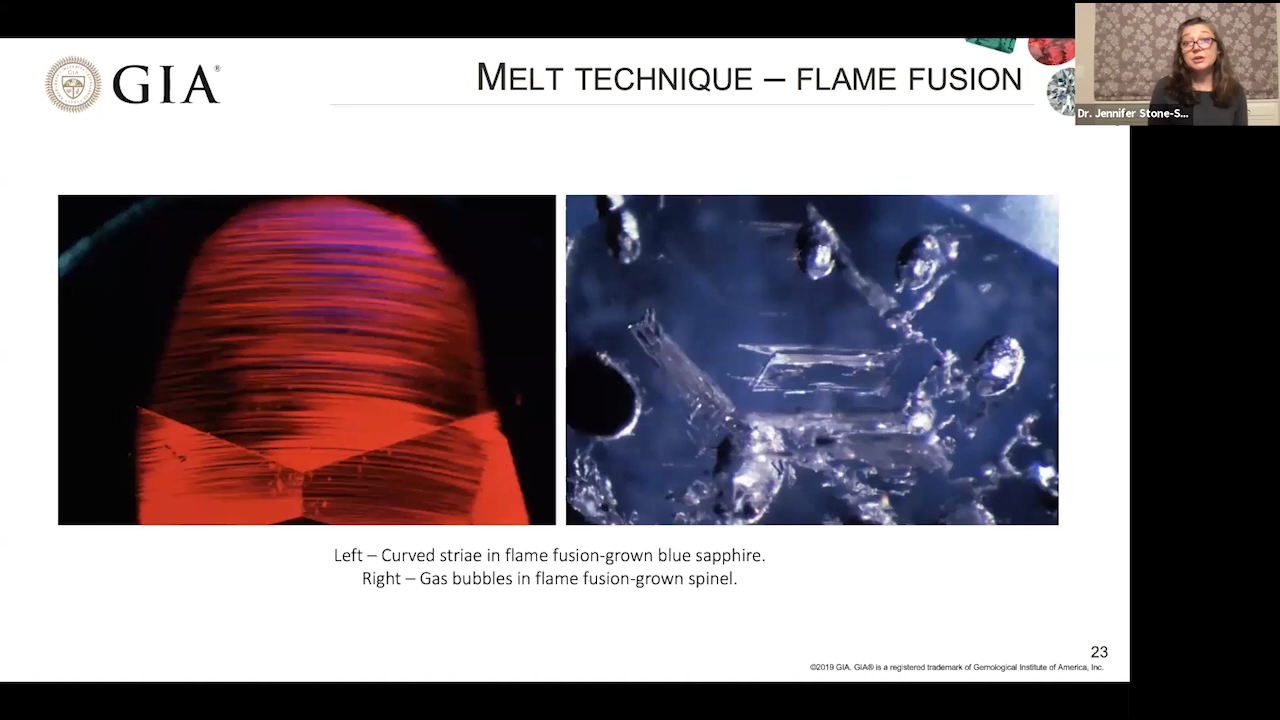 GIA®
MELT TECHNIQUE – FLAME FUSION
Dr. Jennifer Stone-S...
Left – Curved striae in flame fusion-grown blue sapphire.
Right – Gas bubbles in flame fusion-grown spinel.
23
©2019 GIA. GIA® is a registered trademark of Gemological Institute of America, Inc.